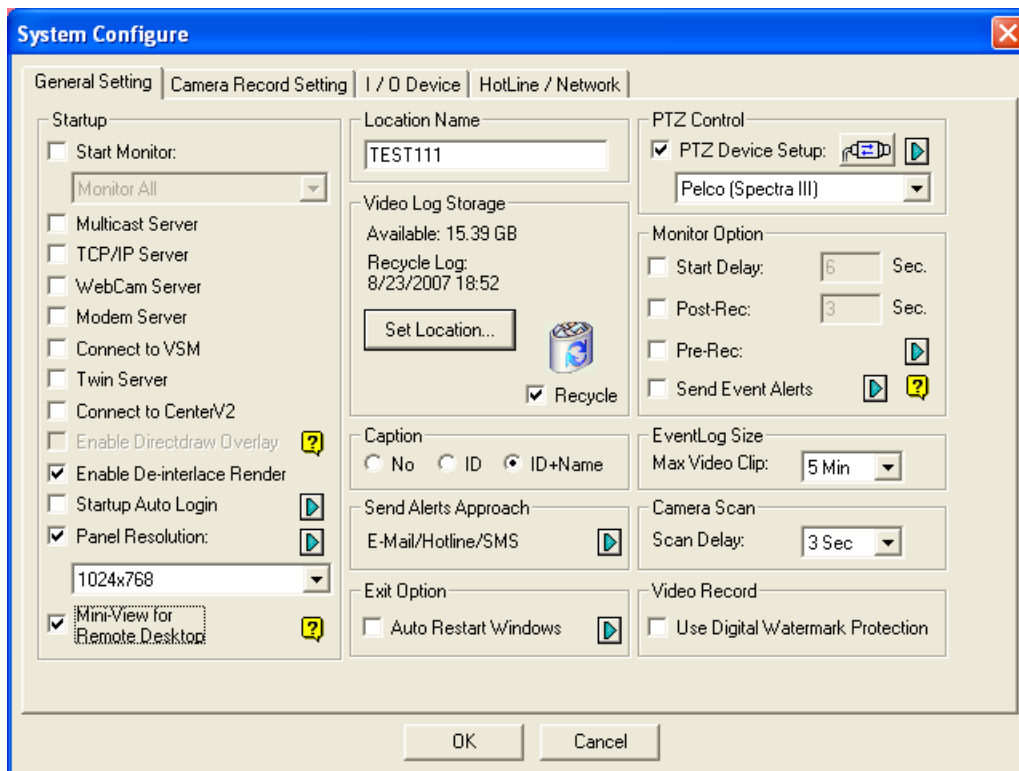 System Configure
General Setting
Camera Record Setting
I / O Device
HotLine / Network
Startup
Start Monitor:
Monitor All
Multicast Server
TCP/IP Server
WebCam Server
Modem Server
Connect to VSM
Twin Server
Connect to CenterV2
Enable Directdraw Overlay
?
Enable De-interlace Render
Startup Auto Login
Panel Resolution:
1024x768
Mini-View for
Remote Desktop
?
Location Name
TEST111
Video Log Storage
Available: 15.39 GB
Recycle Log:
8/23/2007 18:52
Set Location...
Recycle
Caption
No
ID
ID+Name
Send Alerts Approach
E-Mail/Hotline/SMS
Exit Option
Auto Restart Windows
PTZ Control
PTZ Device Setup:
Pelco (Spectra III)
Monitor Option
Start Delay:
6
Sec.
Post-Rec:
3
Sec.
Pre-Rec:
Send Event Alerts
?
EventLog Size
Max Video Clip:
5 Min
Camera Scan
Scan Delay:
3 Sec
Video Record
Use Digital Watermark Protection
OK
Cancel